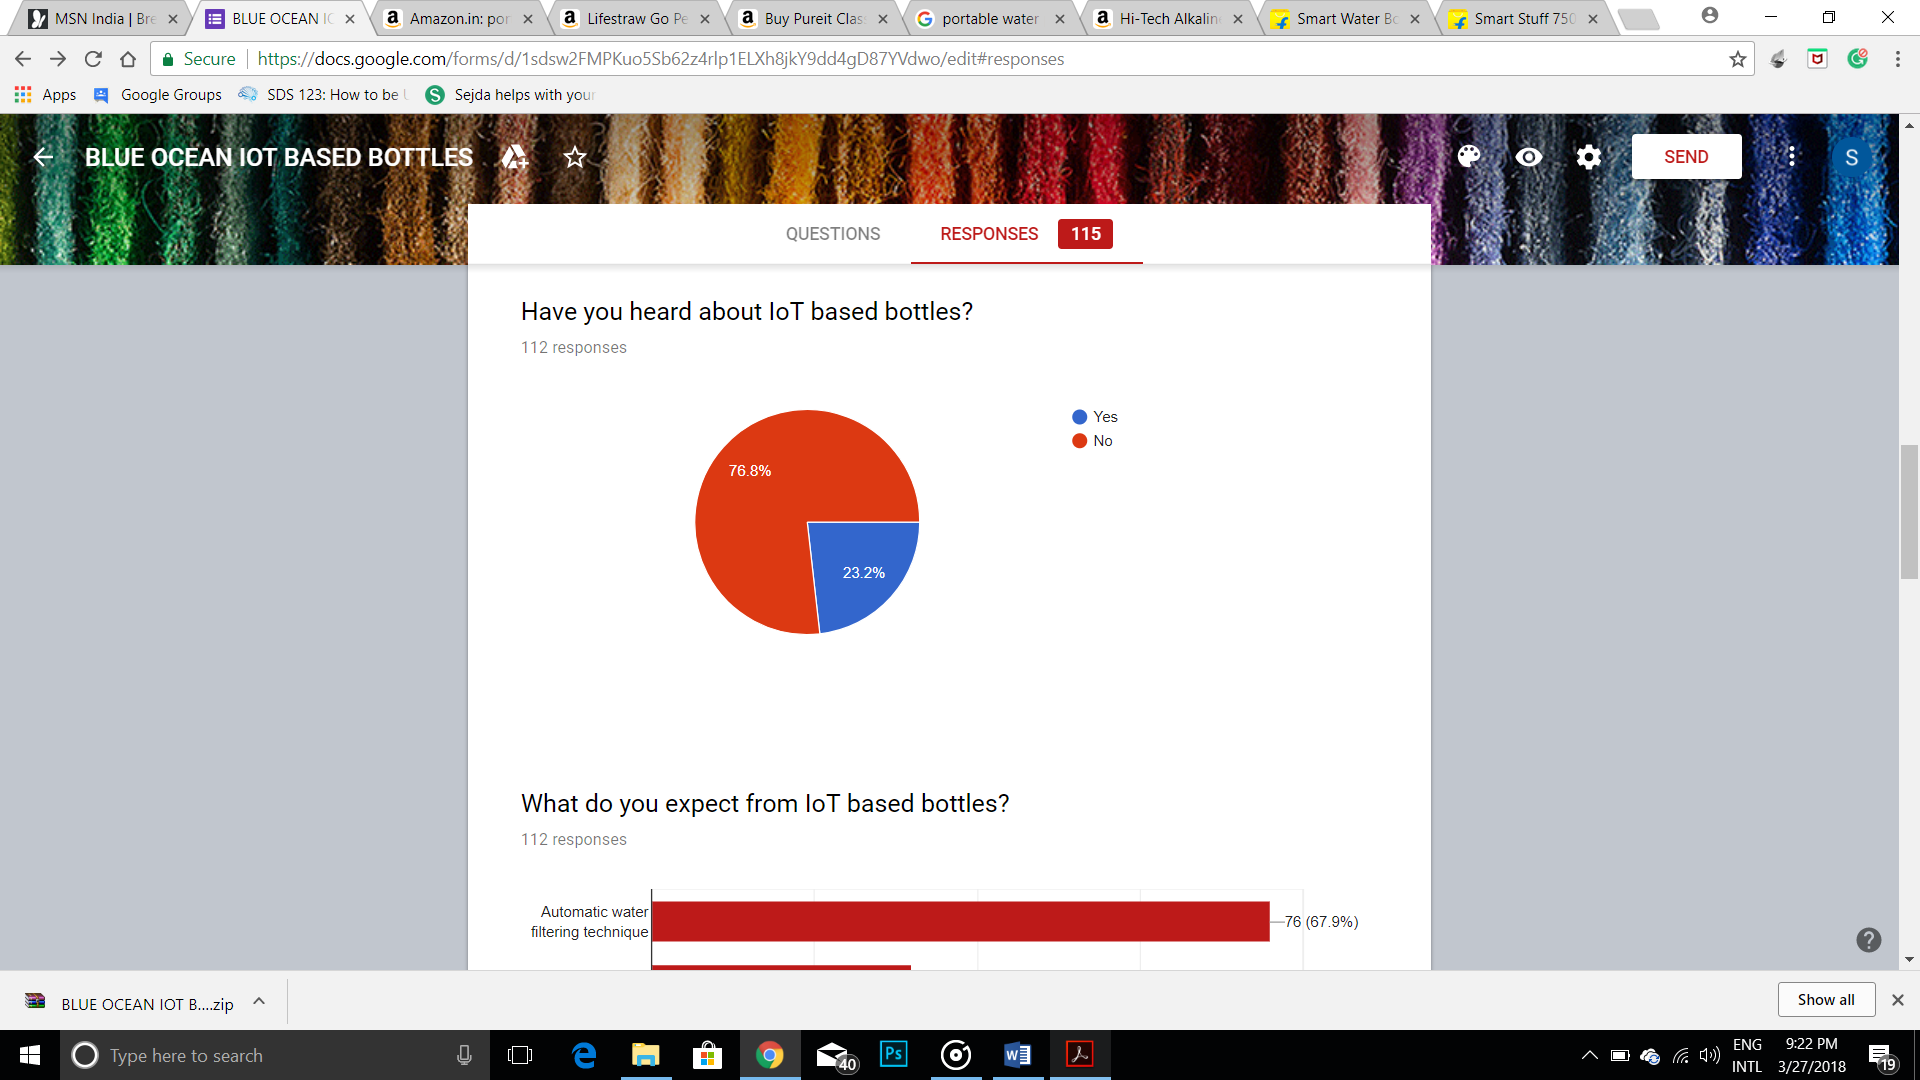 MSN India | Bre
BLUE OCEAN IO
Amazon.in: por
Lifestraw Go Pe
Buy Pureit Clas
portable water
Hi-Tech Alkalin
Smart Water Bo
Smart Stuff 750
Secure
https://docs.google.com/forms/d/1sdsw2FMPKuo5Sb62z4rlp1ELXh8jkY9dd4gD87YVdwo/edit#responses
Apps
Google Groups
SDS 123: How to be
Sejda helps with your
BLUE OCEAN IOT BASED BOTTLES
SEND
S
QUESTIONS
RESPONSES 115
Have you heard about IoT based bottles?
112 responses
Yes
No
76.8%
23.2%
What do you expect from IoT based bottles?
112 responses
Automatic water
filtering technique
76 (67.9%)
BLUE OCEAN IOT B....zip
Show all
Type here to search
40
Ps
ENG
INTL
9:22 PM
3/27/2018
19